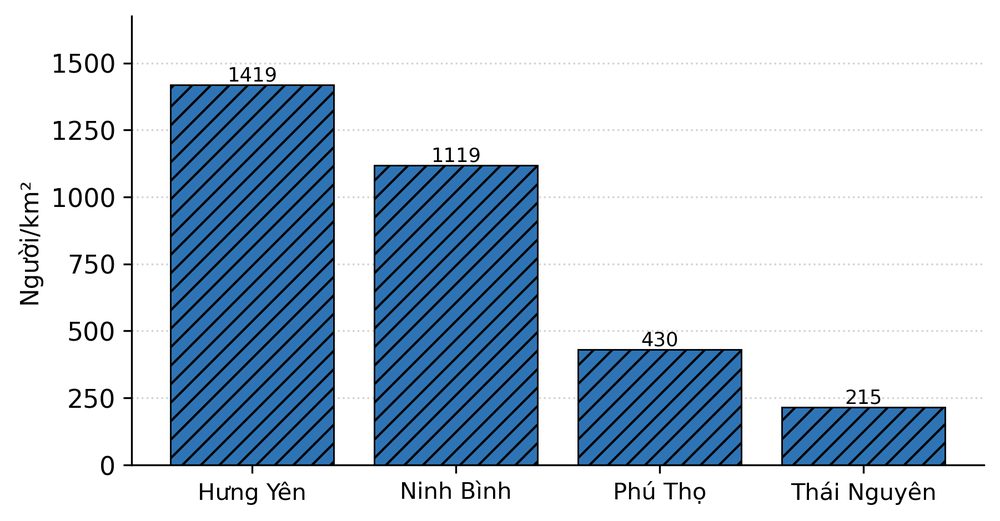 Người/km²
1500
1250
1000
750
500
250
0
1419
1119
430
215
Hưng Yên
Ninh Bình
Phú Thọ
Thái Nguyên